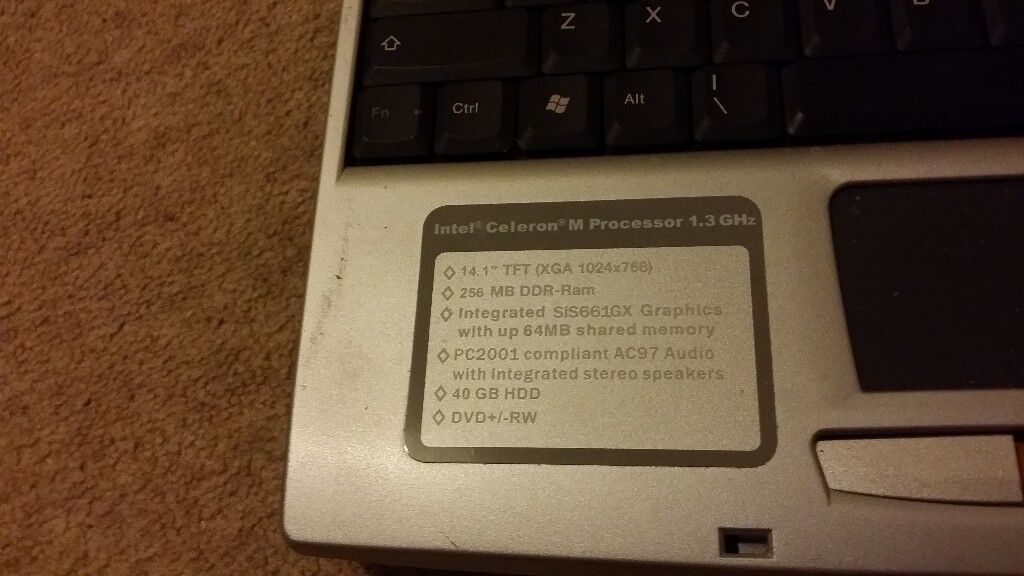 Z X C V B
Fn Ctrl Alt | \
Intel® Celeron® M Processor 1.3 GHz
◊ 14.1" TFT (XGA 1024x768)
◊ 256 MB DDR-Ram
◊ Integrated SiS661GX Graphics
with up 64MB shared memory
◊ PC2001 compliant AC97 Audio
with integrated stereo speakers
◊ 40 GB HDD
◊ DVD+/-RW